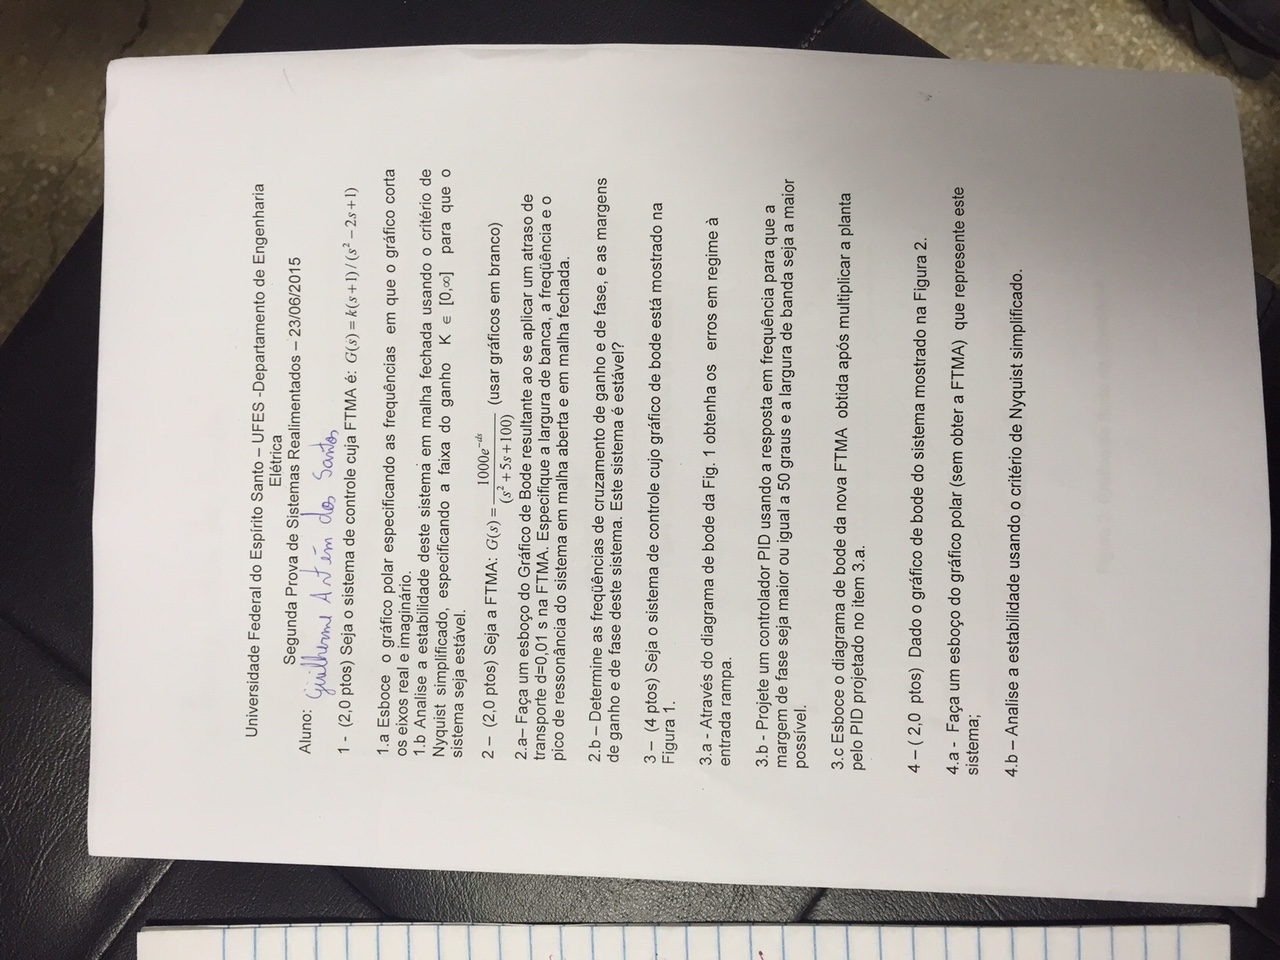 Universidade Federal do Espírito Santo – UFES -Departamento de Engenharia
Elétrica
Segunda Prova de Sistemas Realimentados – 23/06/2015
Aluno: Guilherme Artêm dos Santos
1 - (2,0 ptos) Seja o sistema de controle cuja FTMA é: G(s) = k(s+1)/(s² − 2s+1)
1.a Esboce o gráfico polar especificando as frequências em que o gráfico corta
os eixos real e imaginário.
1.b Analise a estabilidade deste sistema em malha fechada usando o critério de
Nyquist simplificado, especificando a faixa do ganho K ∈ [0,∞] para que o
sistema seja estável.
2 – (2,0 ptos) Seja a FTMA: G(s) = 1000e^{-ds} / (s² + 5s + 100) (usar gráficos em branco)
2.a– Faça um esboço do Gráfico de Bode resultante ao se aplicar um atraso de
transporte d=0,01 s na FTMA. Especifique a largura de banca, a freqüência e o
pico de ressonância do sistema em malha aberta e em malha fechada.
2.b – Determine as freqüências de cruzamento de ganho e de fase, e as margens
de ganho e de fase deste sistema. Este sistema é estável?
3 – (4 ptos) Seja o sistema de controle cujo gráfico de bode está mostrado na
Figura 1.
3.a - Através do diagrama de bode da Fig. 1 obtenha os erros em regime à
entrada rampa.
3.b - Projete um controlador PID usando a resposta em frequência para que a
margem de fase seja maior ou igual a 50 graus e a largura de banda seja a maior
possível.
3.c Esboce o diagrama de bode da nova FTMA obtida após multiplicar a planta
pelo PID projetado no item 3.a.
4 – ( 2,0 ptos) Dado o gráfico de bode do sistema mostrado na Figura 2.
4.a - Faça um esboço do gráfico polar (sem obter a FTMA) que represente este
sistema;
4.b – Analise a estabilidade usando o critério de Nyquist simplificado.